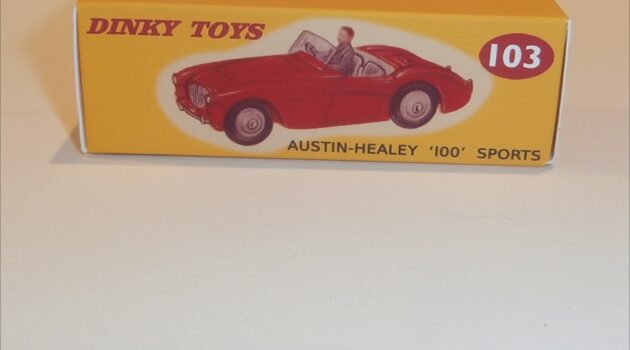 DINKY TOYS
103
AUSTIN-HEALEY '100' SPORTS